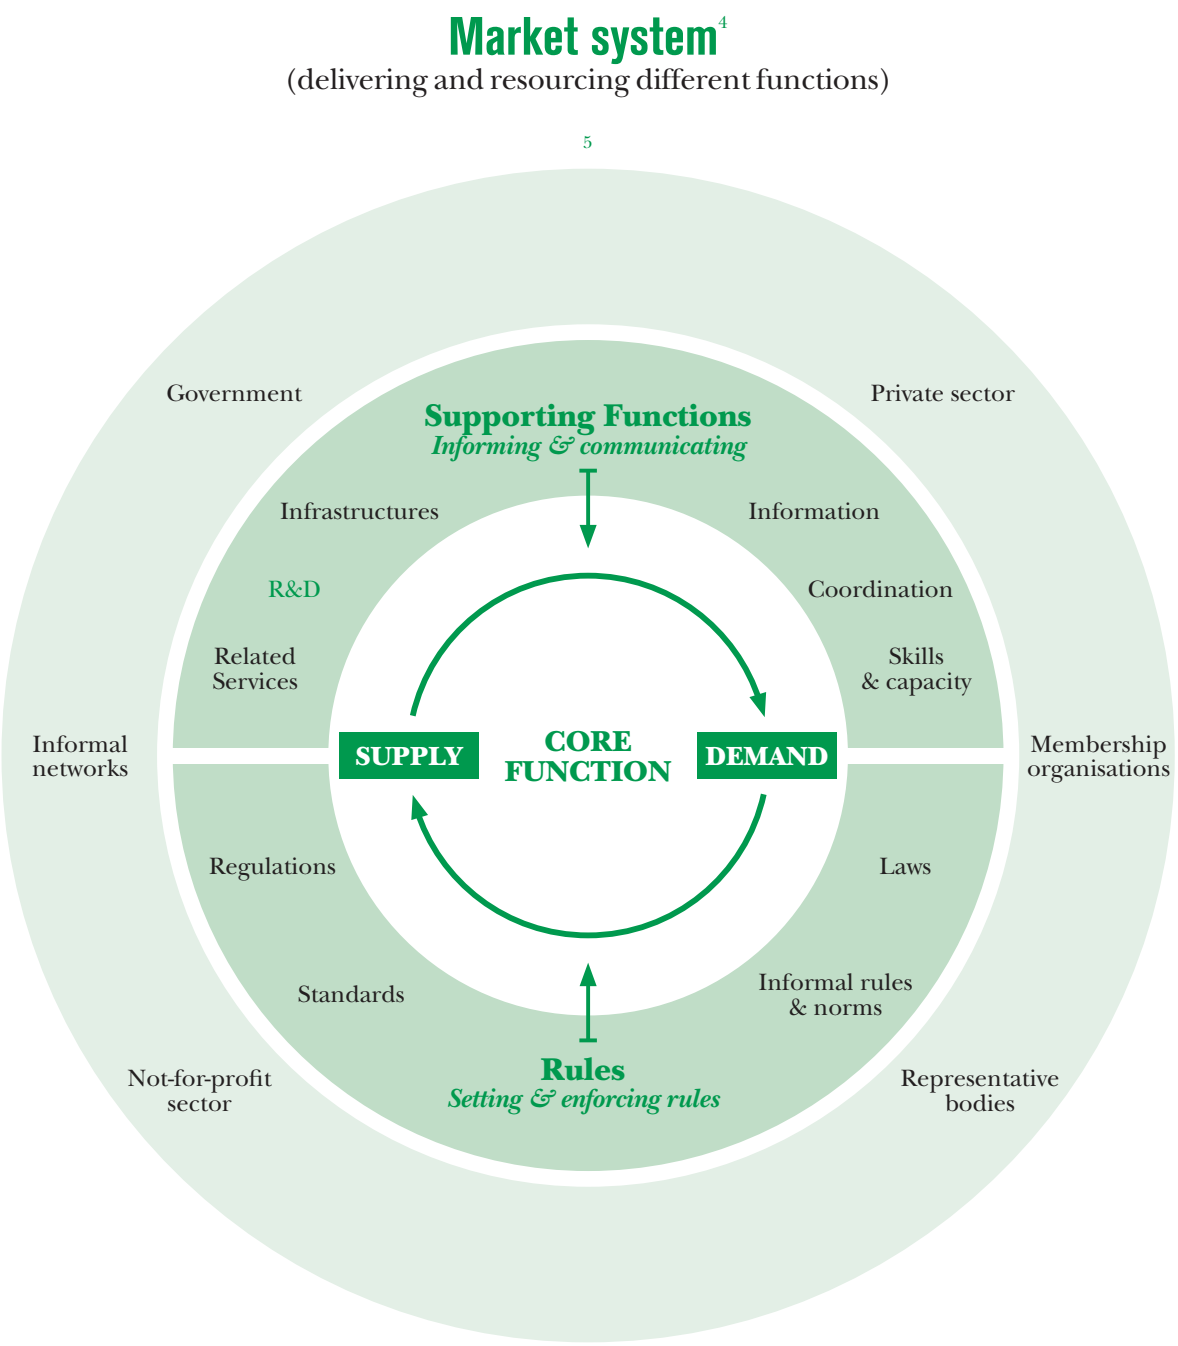 Market system4
(delivering and resourcing different functions)
5
Government
Private sector
Supporting Functions
Informing & communicating
Infrastructures
Information
R&D
Coordination
Related
Services
Skills
& capacity
Informal
networks
SUPPLY
CORE
FUNCTION
DEMAND
Membership
organisations
Regulations
Laws
Standards
Informal rules
& norms
Rules
Setting & enforcing rules
Not-for-profit
sector
Representative
bodies